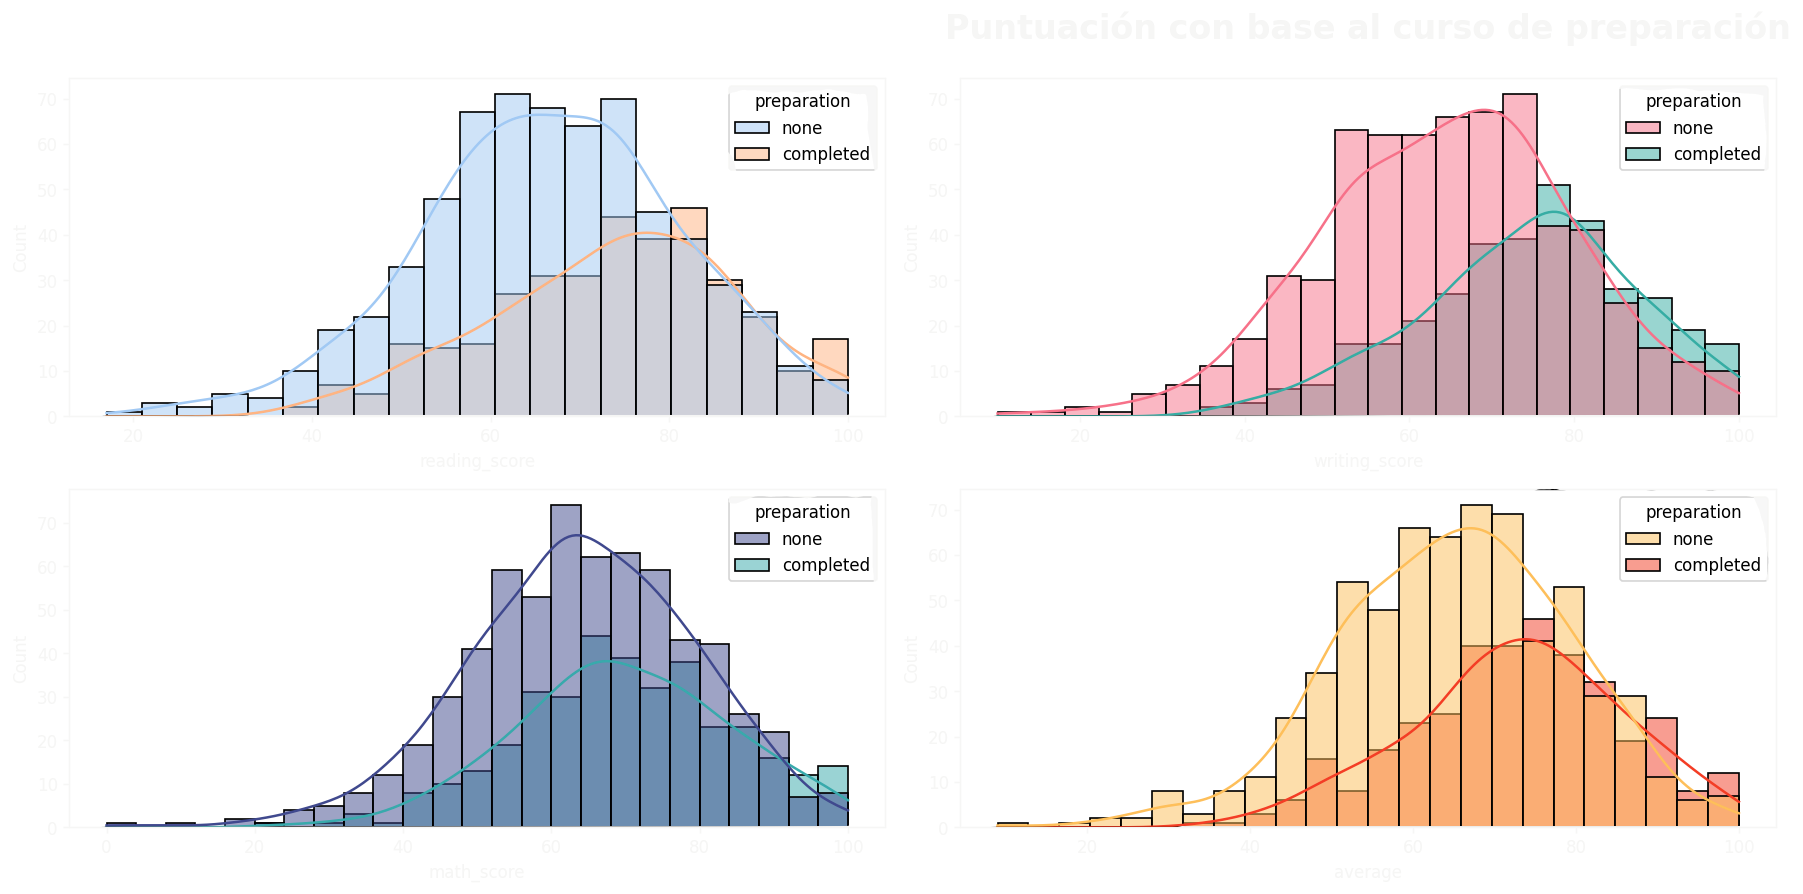 Puntuación con base al curso de preparación
preparation
none
completed
70
60
50
40
30
20
10
0
Count
20 40 60 80 100
reading_score
preparation
none
completed
70
60
50
40
30
20
10
0
Count
20 40 60 80 100
writing_score
preparation
none
completed
70
60
50
40
30
20
10
0
Count
0 20 40 60 80 100
math_score
preparation
none
completed
70
60
50
40
30
20
10
0
Count
20 40 60 80 100
average